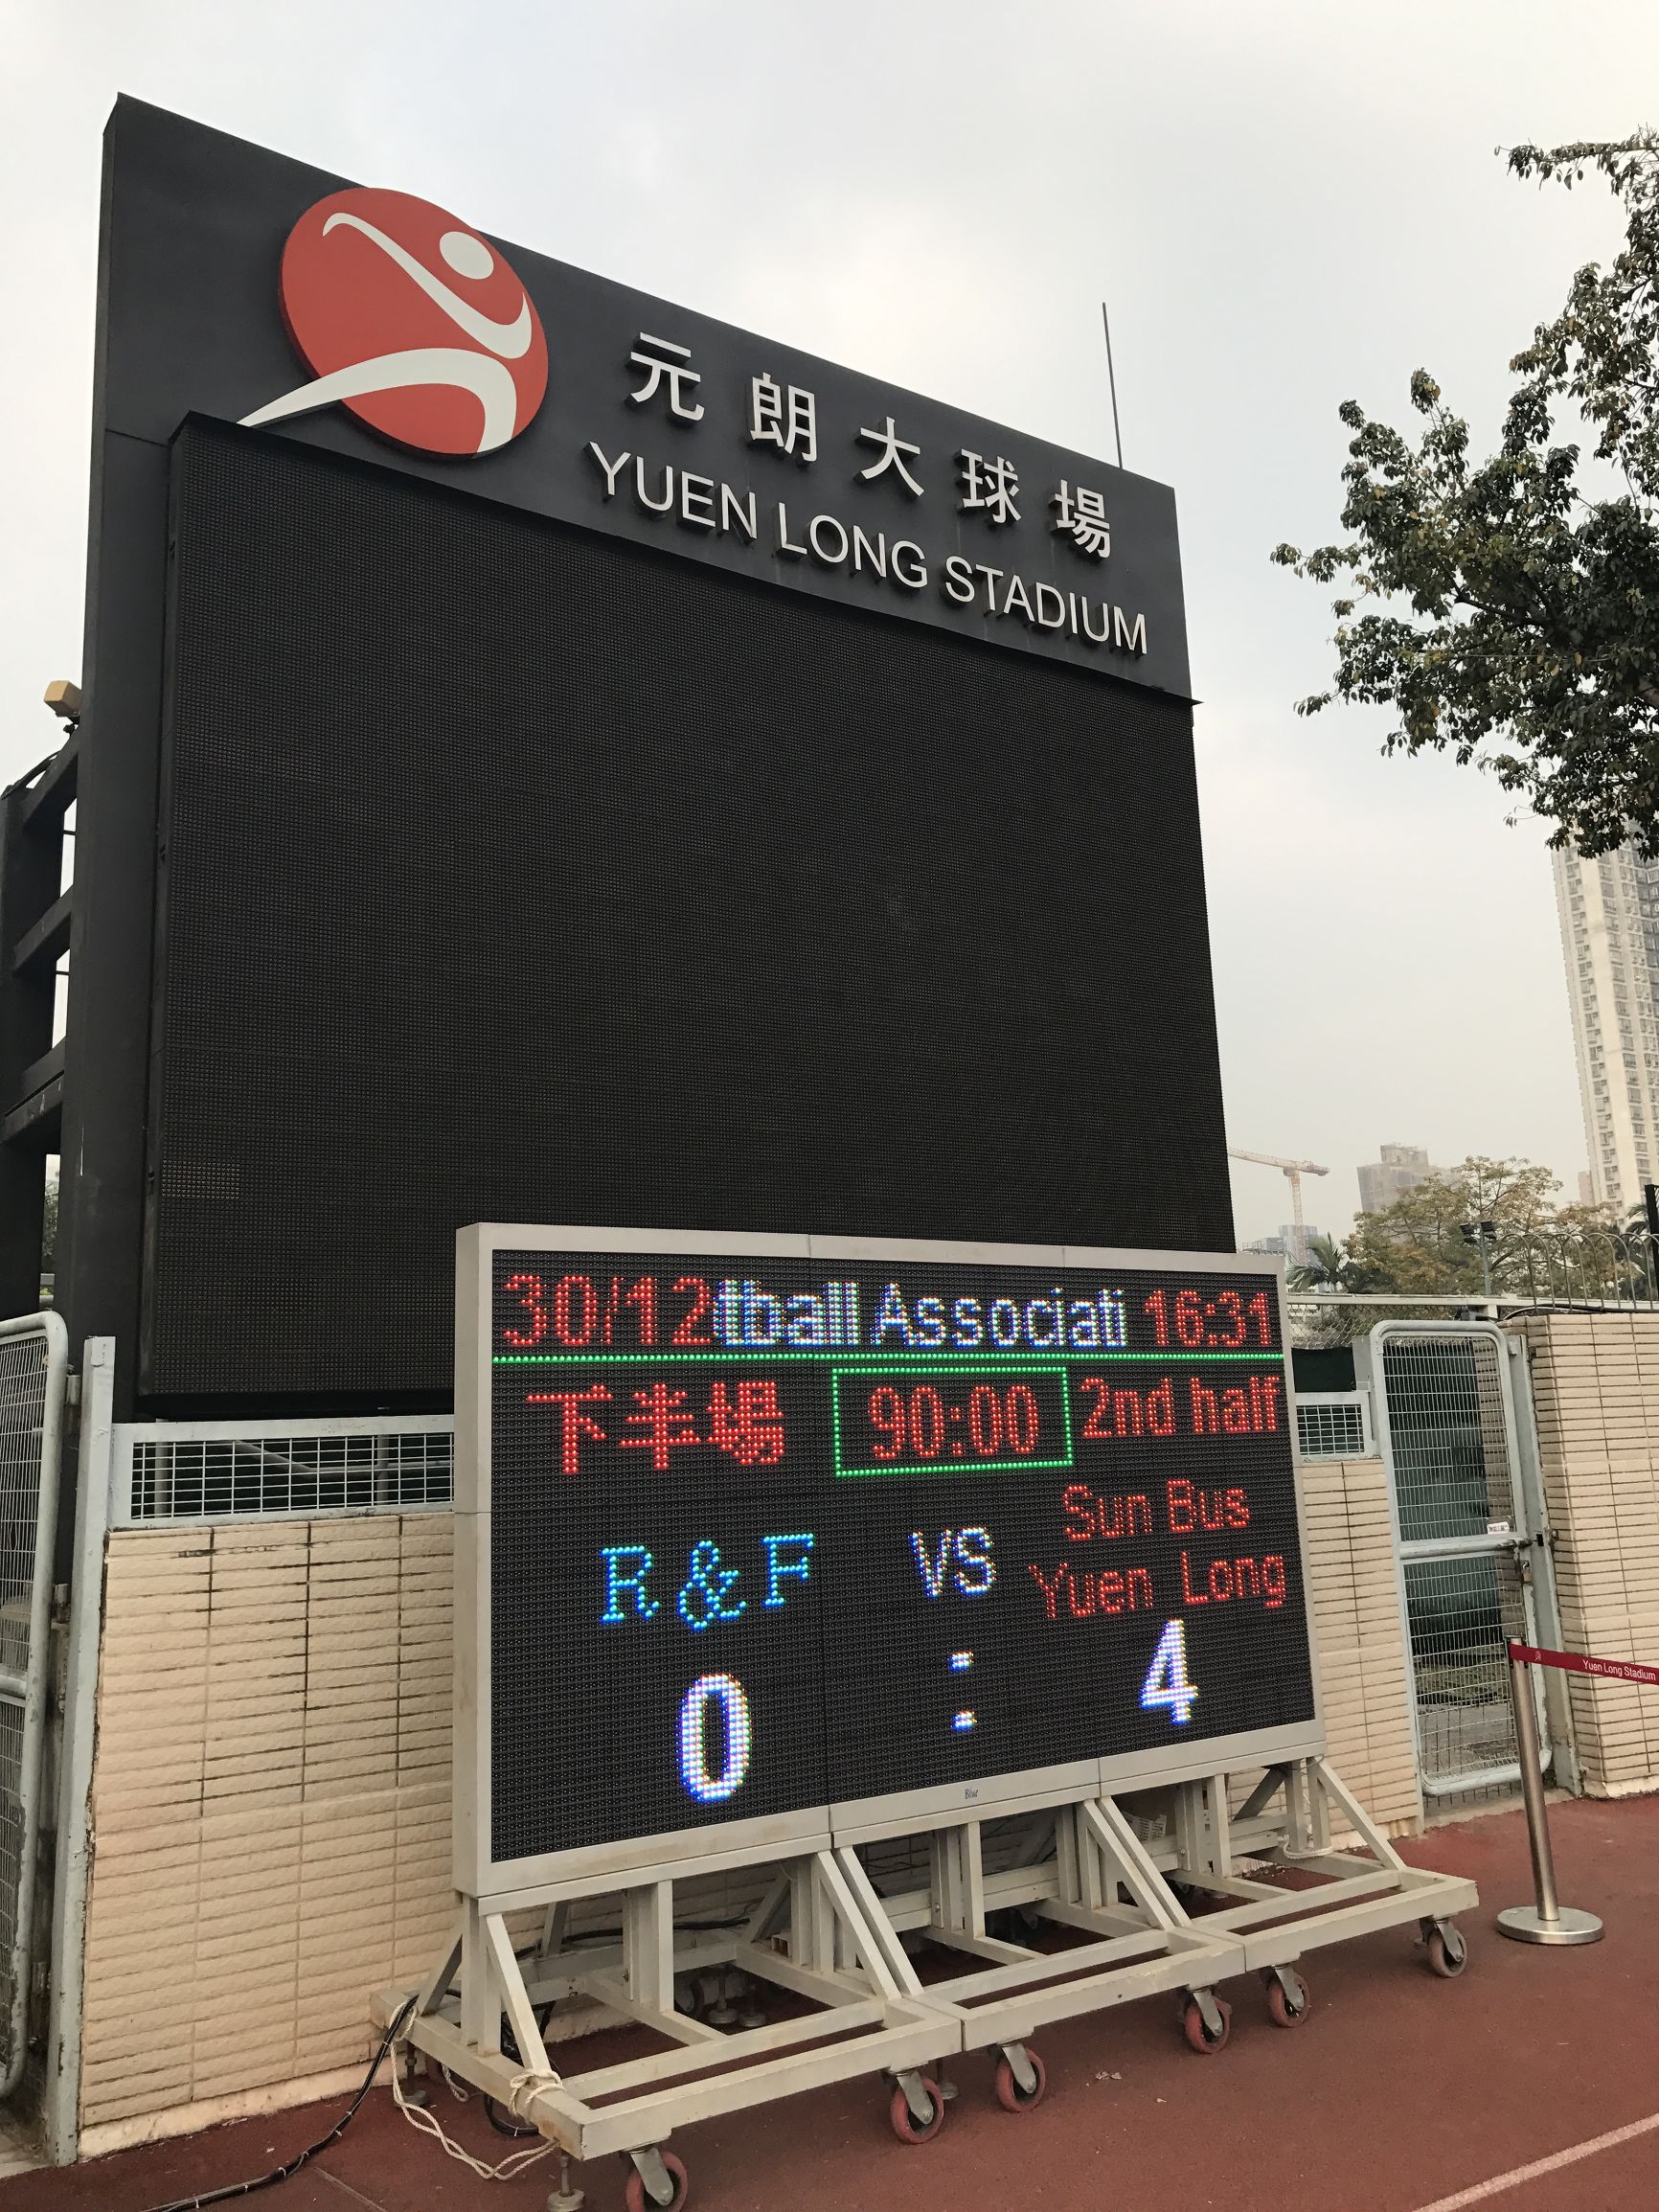 元朗大球場
YUEN LONG STADIUM
30/12 tball Associati 16:31
下半場 90:00 2nd half
R & F VS Sun Bus
Yuen Long
0 : 4
Blue
Yuen Long Stadium